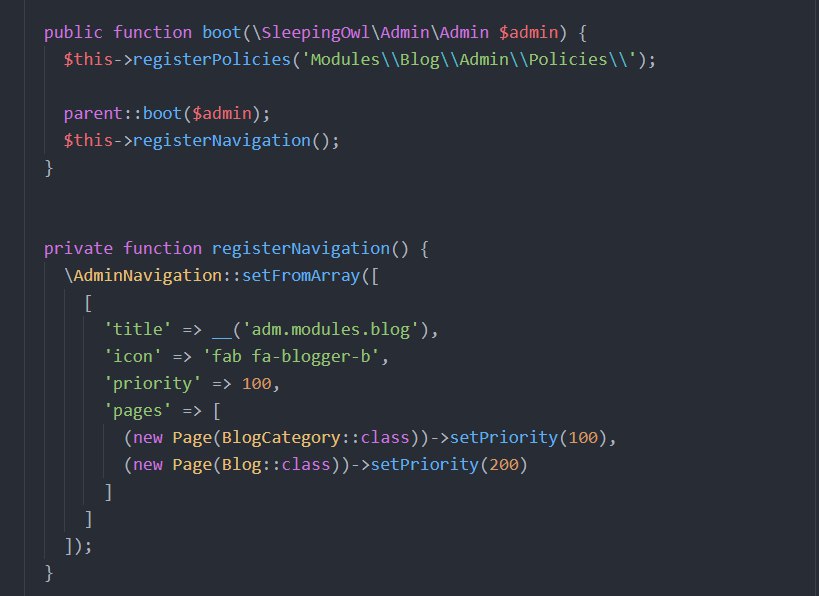 public function boot(\SleepingOwl\Admin\Admin $admin) {
$this->registerPolicies('Modules\\Blog\\Admin\\Policies\\');
parent::boot($admin);
$this->registerNavigation();
}
private function registerNavigation() {
\AdminNavigation::setFromArray([
[
'title' => __('adm.modules.blog'),
'icon' => 'fab fa-blogger-b',
'priority' => 100,
'pages' => [
(new Page(BlogCategory::class))->setPriority(100),
(new Page(Blog::class))->setPriority(200)
]
]
]);
}